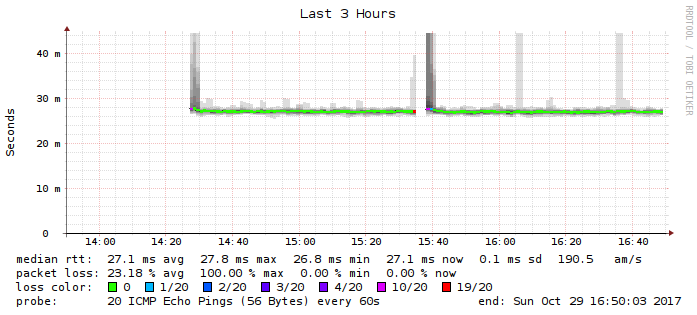 Last 3 Hours
RRDTOOL / TOBI OETIKER
Seconds
40 m
30 m
20 m
10 m
0
14:00 14:20 14:40 15:00 15:20 15:40 16:00 16:20 16:40
median rtt: 27.1 ms avg 27.8 ms max 26.8 ms min 27.1 ms now 0.1 ms sd 190.5 am/s
packet loss: 23.18 % avg 100.00 % max 0.00 % min 0.00 % now
loss color: 0 1/20 2/20 3/20 4/20 10/20 19/20
probe: 20 ICMP Echo Pings (56 Bytes) every 60s end: Sun Oct 29 16:50:03 2017